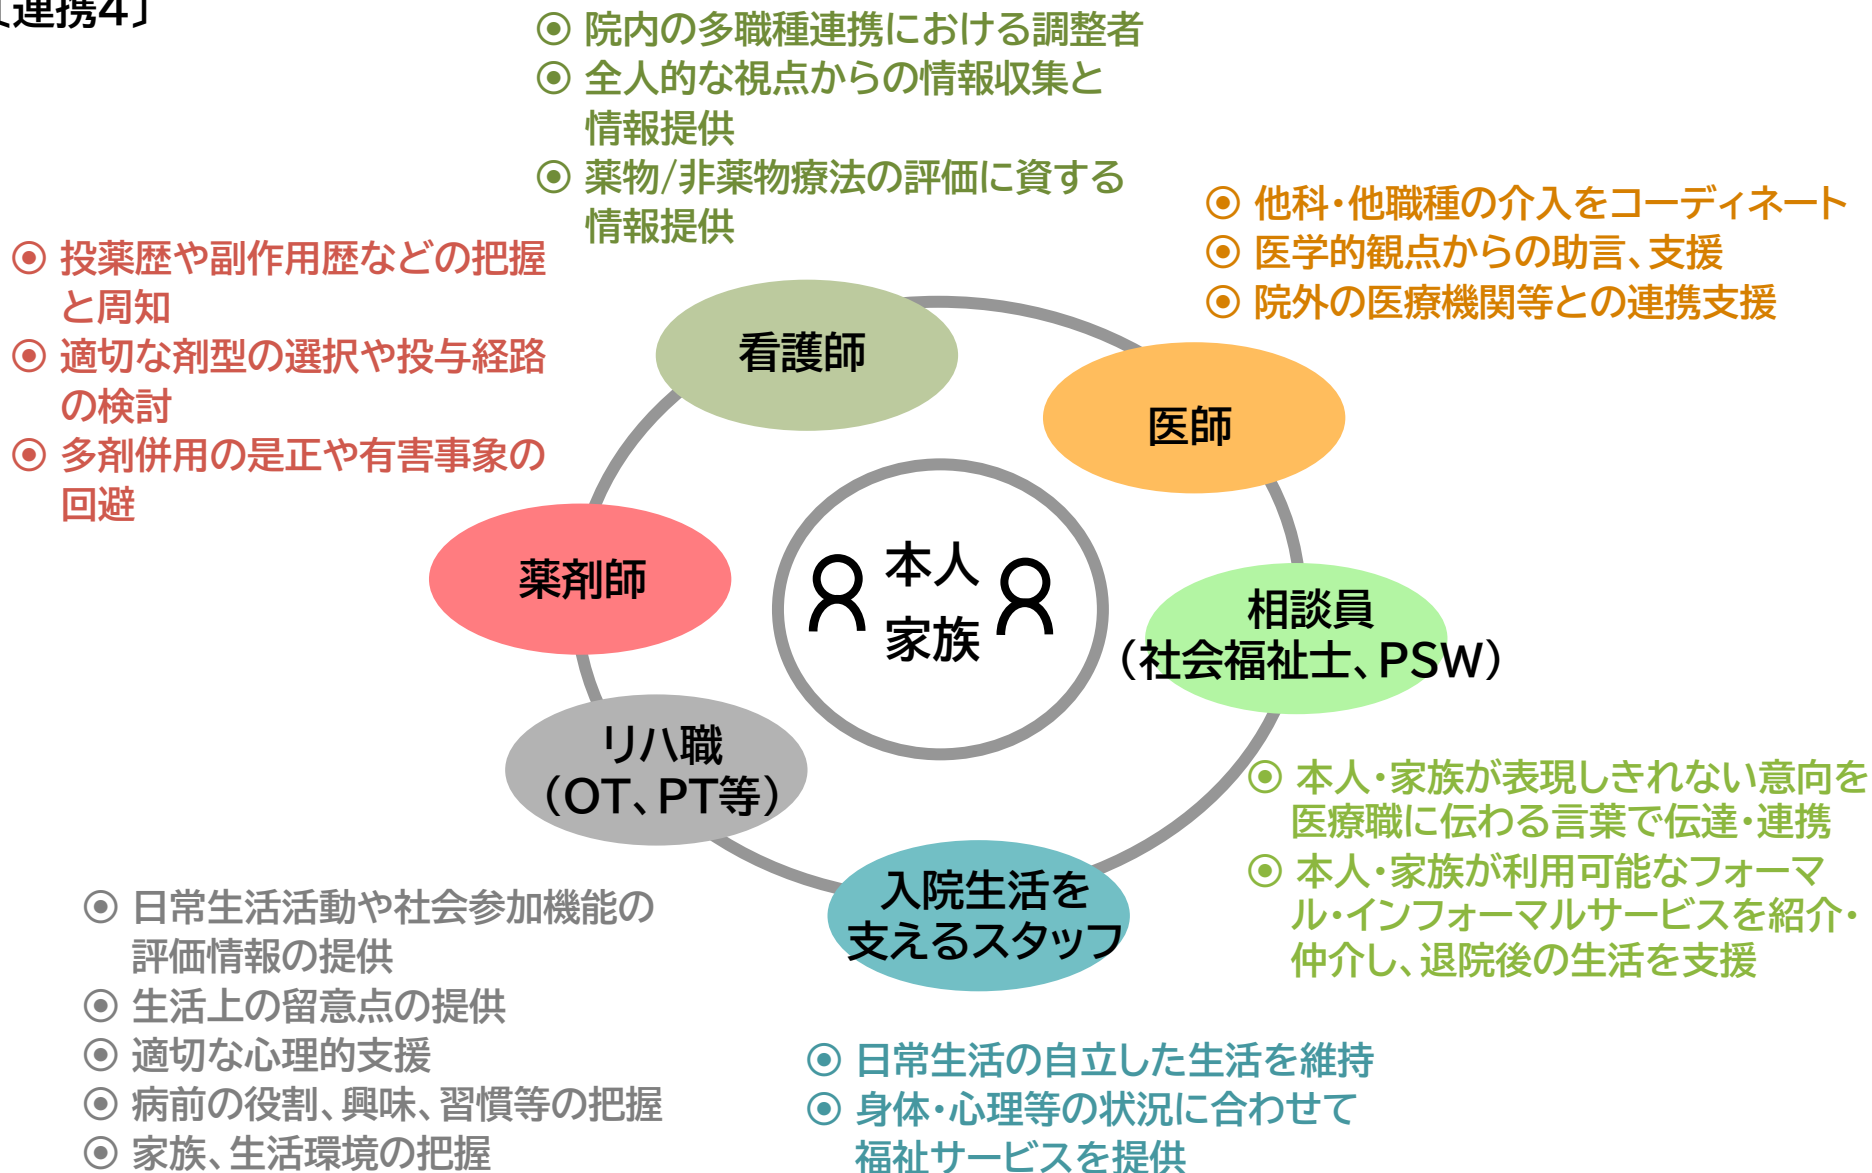 〔連携4〕
◉ 院内の多職種連携における調整者
◉ 全人的な視点からの情報収集と
情報提供
◉ 薬物/非薬物療法の評価に資する
情報提供
◉ 他科・他職種の介入をコーディネート
◉ 医学的観点からの助言、支援
◉ 院外の医療機関等との連携支援
◉ 投薬歴や副作用歴などの把握
と周知
◉ 適切な剤型の選択や投与経路
の検討
◉ 多剤併用の是正や有害事象の
回避
看護師
医師
薬剤師
本人
家族
相談員
（社会福祉士、PSW）
リハ職
（OT、PT等）
入院生活を
支えるスタッフ
◉ 本人・家族が表現しきれない意向を
医療職に伝わる言葉で伝達・連携
◉ 本人・家族が利用可能なフォーマ
ル・インフォーマルサービスを紹介・
仲介し、退院後の生活を支援
◉ 日常生活活動や社会参加機能の
評価情報の提供
◉ 生活上の留意点の提供
◉ 適切な心理的支援
◉ 病前の役割、興味、習慣等の把握
◉ 家族、生活環境の把握
◉ 日常生活の自立した生活を維持
◉ 身体・心理等の状況に合わせて
福祉サービスを提供